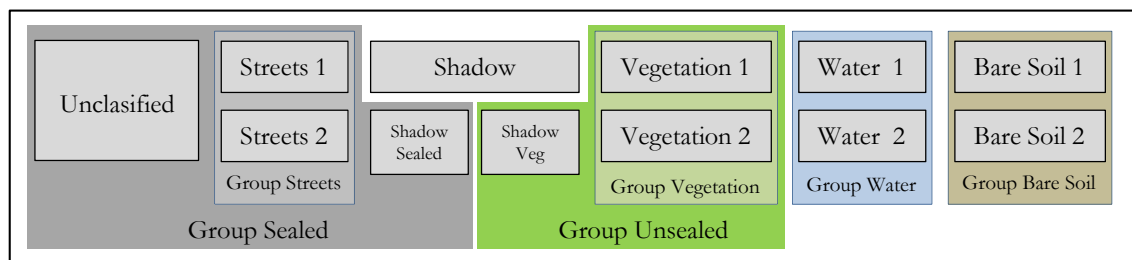 Unclasified
Streets 1
Streets 2
Group Streets
Shadow
Shadow
Sealed
Group Sealed
Shadow
Veg
Vegetation 1
Vegetation 2
Group Vegetation
Group Unsealed
Water 1
Water 2
Group Water
Bare Soil 1
Bare Soil 2
Group Bare Soil